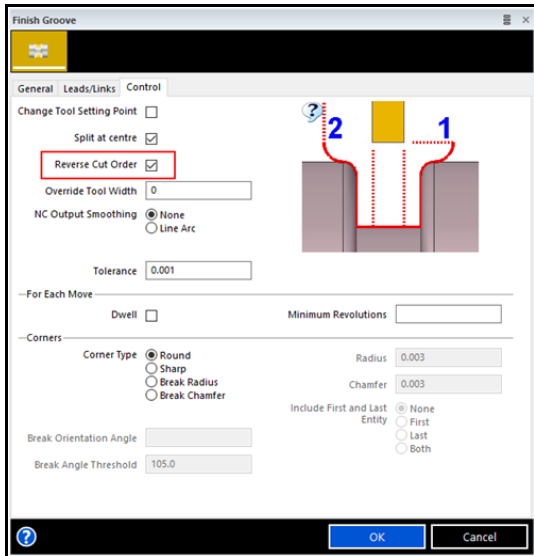 Finish Groove
General Leads/Links Control
Change Tool Setting Point
Split at centre
Reverse Cut Order
Override Tool Width 0
NC Output Smoothing None
Line Arc
Tolerance 0.001
2 1
For Each Move
Dwell Minimum Revolutions
Corners
Corner Type Round
Sharp
Break Radius
Break Chamfer
Radius 0.003
Chamfer 0.003
Include First and Last
Entity
None
First
Last
Both
Break Orientation Angle
Break Angle Threshold 105.0
? OK Cancel